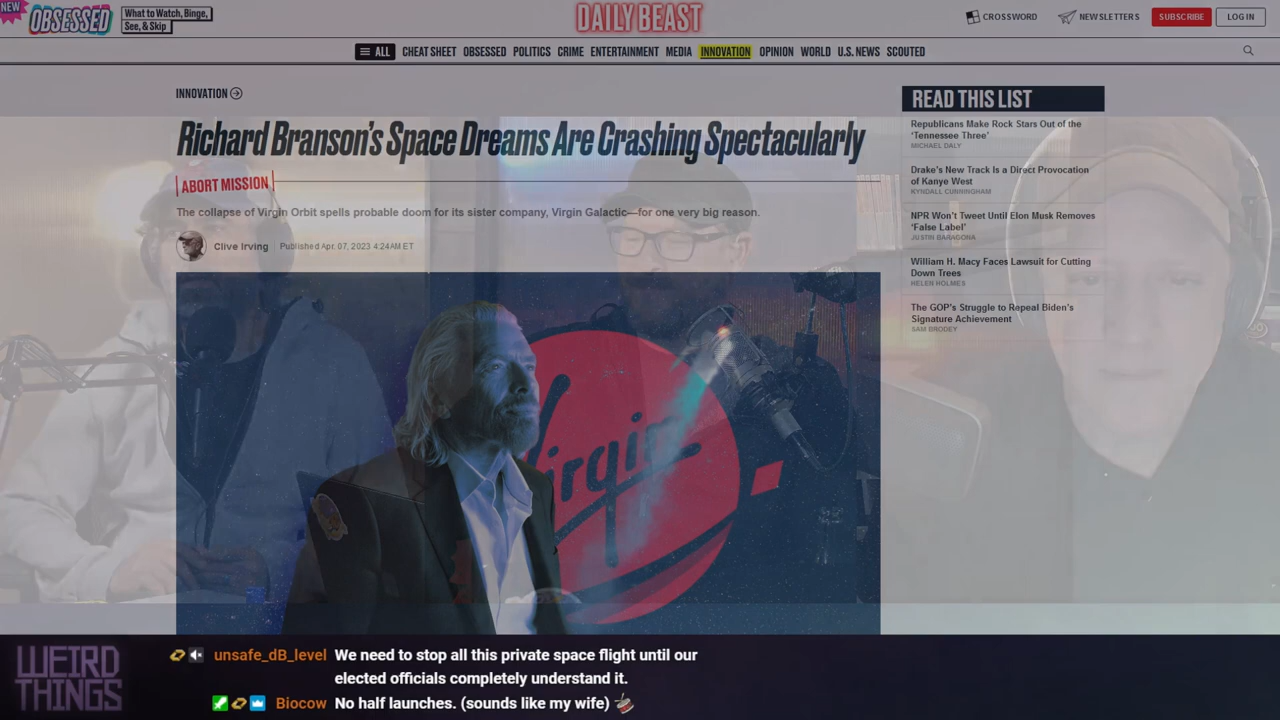 NEW
OBSESSED
What to Watch, Binge,
See, & Skip
DAILY BEAST
CROSSWORD
NEWSLETTERS
SUBSCRIBE
LOG IN
ALL
CHEAT SHEET
OBSESSED
POLITICS
CRIME
ENTERTAINMENT
MEDIA
INNOVATION
OPINION
WORLD
U.S. NEWS
SCOUTED
INNOVATION
Richard Branson's Space Dreams Are Crashing Spectacularly
ABORT MISSION
The collapse of Virgin Orbit spells probable doom for its sister company, Virgin Galactic—for one very big reason.
Clive Irving
Published Apr. 07, 2023 4:24AM ET
READ THIS LIST
Republicans Make Rock Stars Out of the
‘Tennessee Three’
MICHAEL DALY
Drake's New Track Is a Direct Provocation
of Kanye West
KYNDALL CUNNINGHAM
NPR Won't Tweet Until Elon Musk Removes
‘False Label’
JUSTIN BARAGONA
William H. Macy Faces Lawsuit for Cutting
Down Trees
HELEN HOLMES
The GOP's Struggle to Repeal Biden's
Signature Achievement
SAM BRODEY
Virgin
WEIRD
THINGS
unsafe_dB_level We need to stop all this private space flight until our
elected officials completely understand it.
Biocow No half launches. (sounds like my wife)